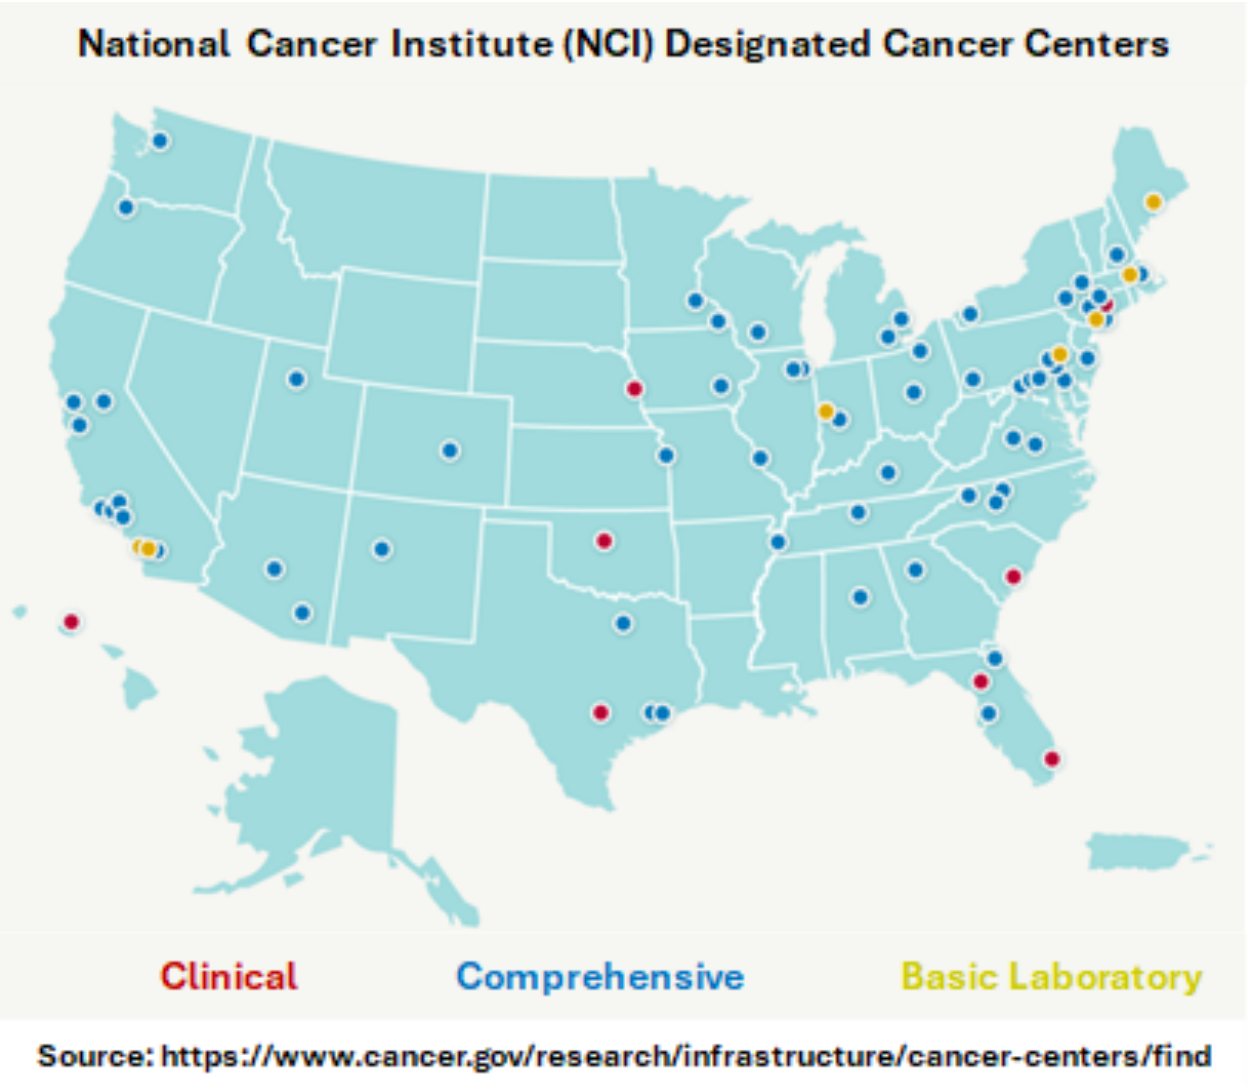 National Cancer Institute (NCI) Designated Cancer Centers
Clinical Comprehensive Basic Laboratory
Source: https://www.cancer.gov/research/infrastructure/cancer-centers/find